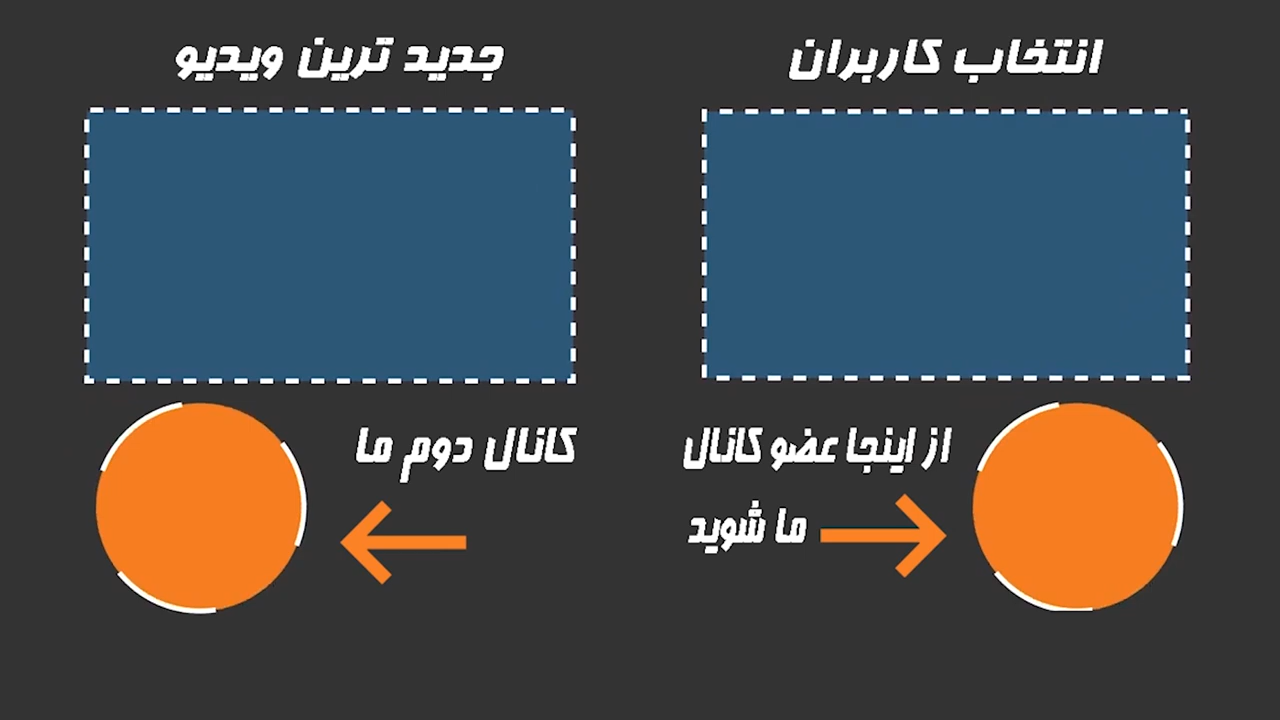 انتخاب کاربران
جدید ترین ویدیو
از اینجا عضو کانال
ما شوید
کانال دوم ما